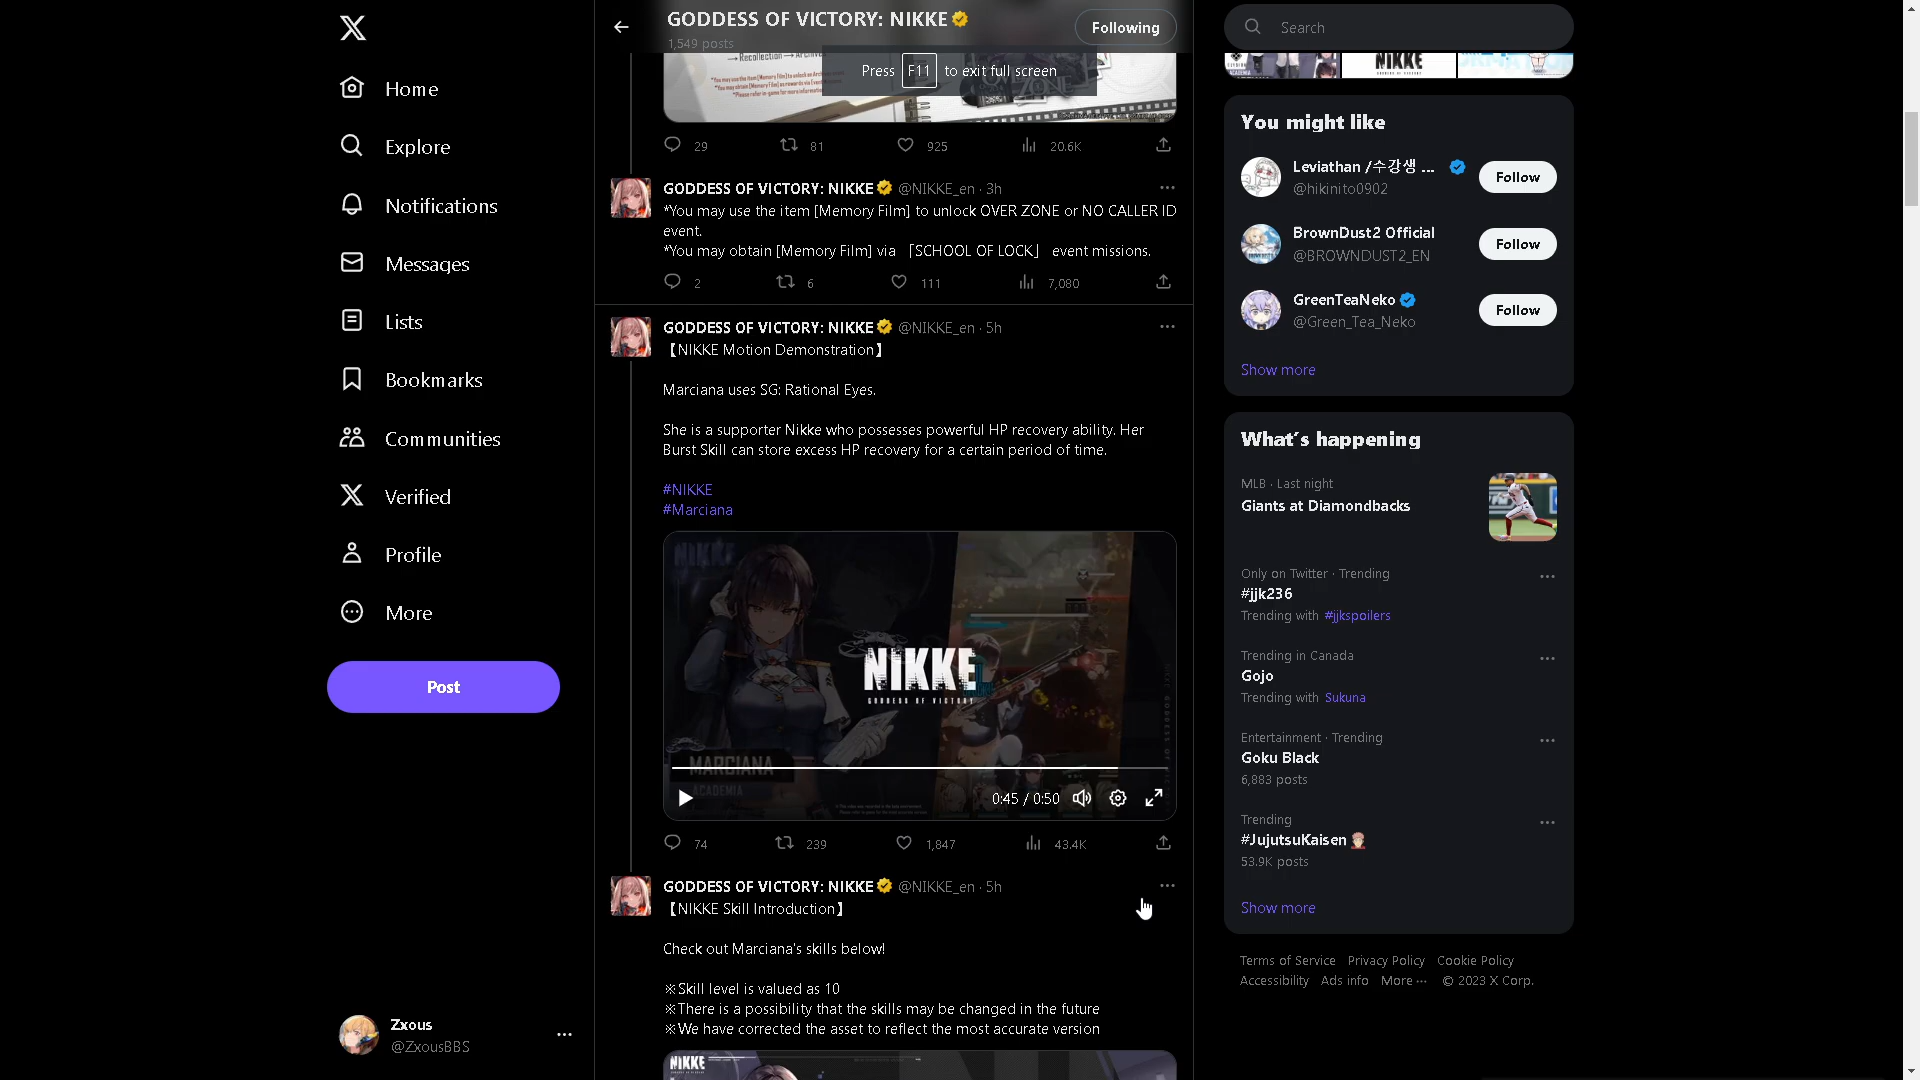 Home
Explore
Notifications
Messages
Lists
Bookmarks
Communities
Verified
Profile
More
Post
Zxous
@ZxousBBS
GODDESS OF VICTORY: NIKKE
1,549 posts
Following
Press F11 to exit full screen
→Recollection→Archives
29 81 925 20.6K
GODDESS OF VICTORY: NIKKE @NIKKE_en · 3h
*You may use the item [Memory Film] to unlock OVER ZONE or NO CALLER ID
event.
*You may obtain [Memory Film] via 「SCHOOL OF LOCK」 event missions.
2 6 111 7,080
GODDESS OF VICTORY: NIKKE @NIKKE_en · 5h
【NIKKE Motion Demonstration】
Marciana uses SG: Rational Eyes.
She is a supporter Nikke who possesses powerful HP recovery ability. Her
Burst Skill can store excess HP recovery for a certain period of time.
#NIKKE
#Marciana
NIKKE
NIKKE
GODDESS OF VICTORY
MARCIANA
ACADEMIA
0:45 / 0:50
74 239 1,847 43.4K
GODDESS OF VICTORY: NIKKE @NIKKE_en · 5h
【NIKKE Skill Introduction】
Check out Marciana's skills below!
※Skill level is valued as 10
※There is a possibility that the skills may be changed in the future
※We have corrected the asset to reflect the most accurate version
NIKKE
Search
NIKKE
You might like
Leviathan /수강생 ...
@hikinito0902
Follow
BrownDust2 Official
@BROWNDUST2_EN
Follow
GreenTeaNeko
@Green_Tea_Neko
Follow
Show more
What's happening
MLB · Last night
Giants at Diamondbacks
Only on Twitter · Trending
#jjk236
Trending with #jjkspoilers
Trending in Canada
Gojo
Trending with Sukuna
Entertainment · Trending
Goku Black
6,883 posts
Trending
#JujutsuKaisen
53.9K posts
Show more
Terms of Service Privacy Policy Cookie Policy
Accessibility Ads info More ··· © 2023 X Corp.